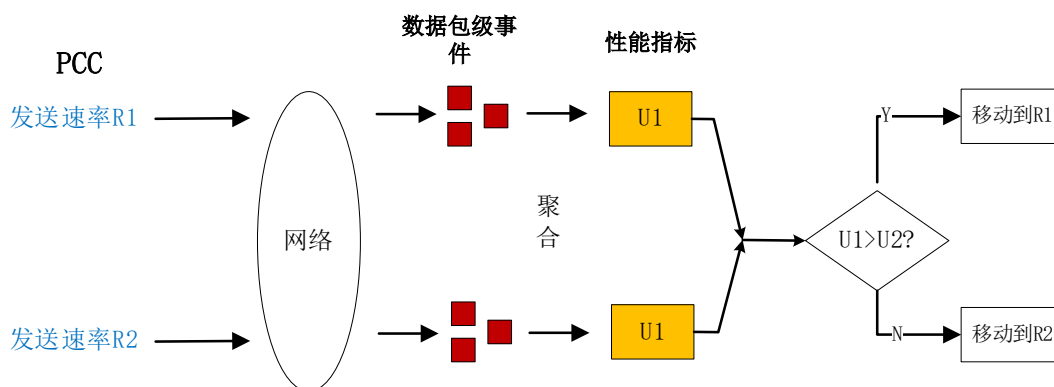 数据包级事
件
性能指标
PCC
发送速率R1
U1
Y
移动到R1
聚
合
网络
U1>U2?
发送速率R2
U1
N
移动到R2